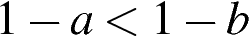 1 − a < 1 − b